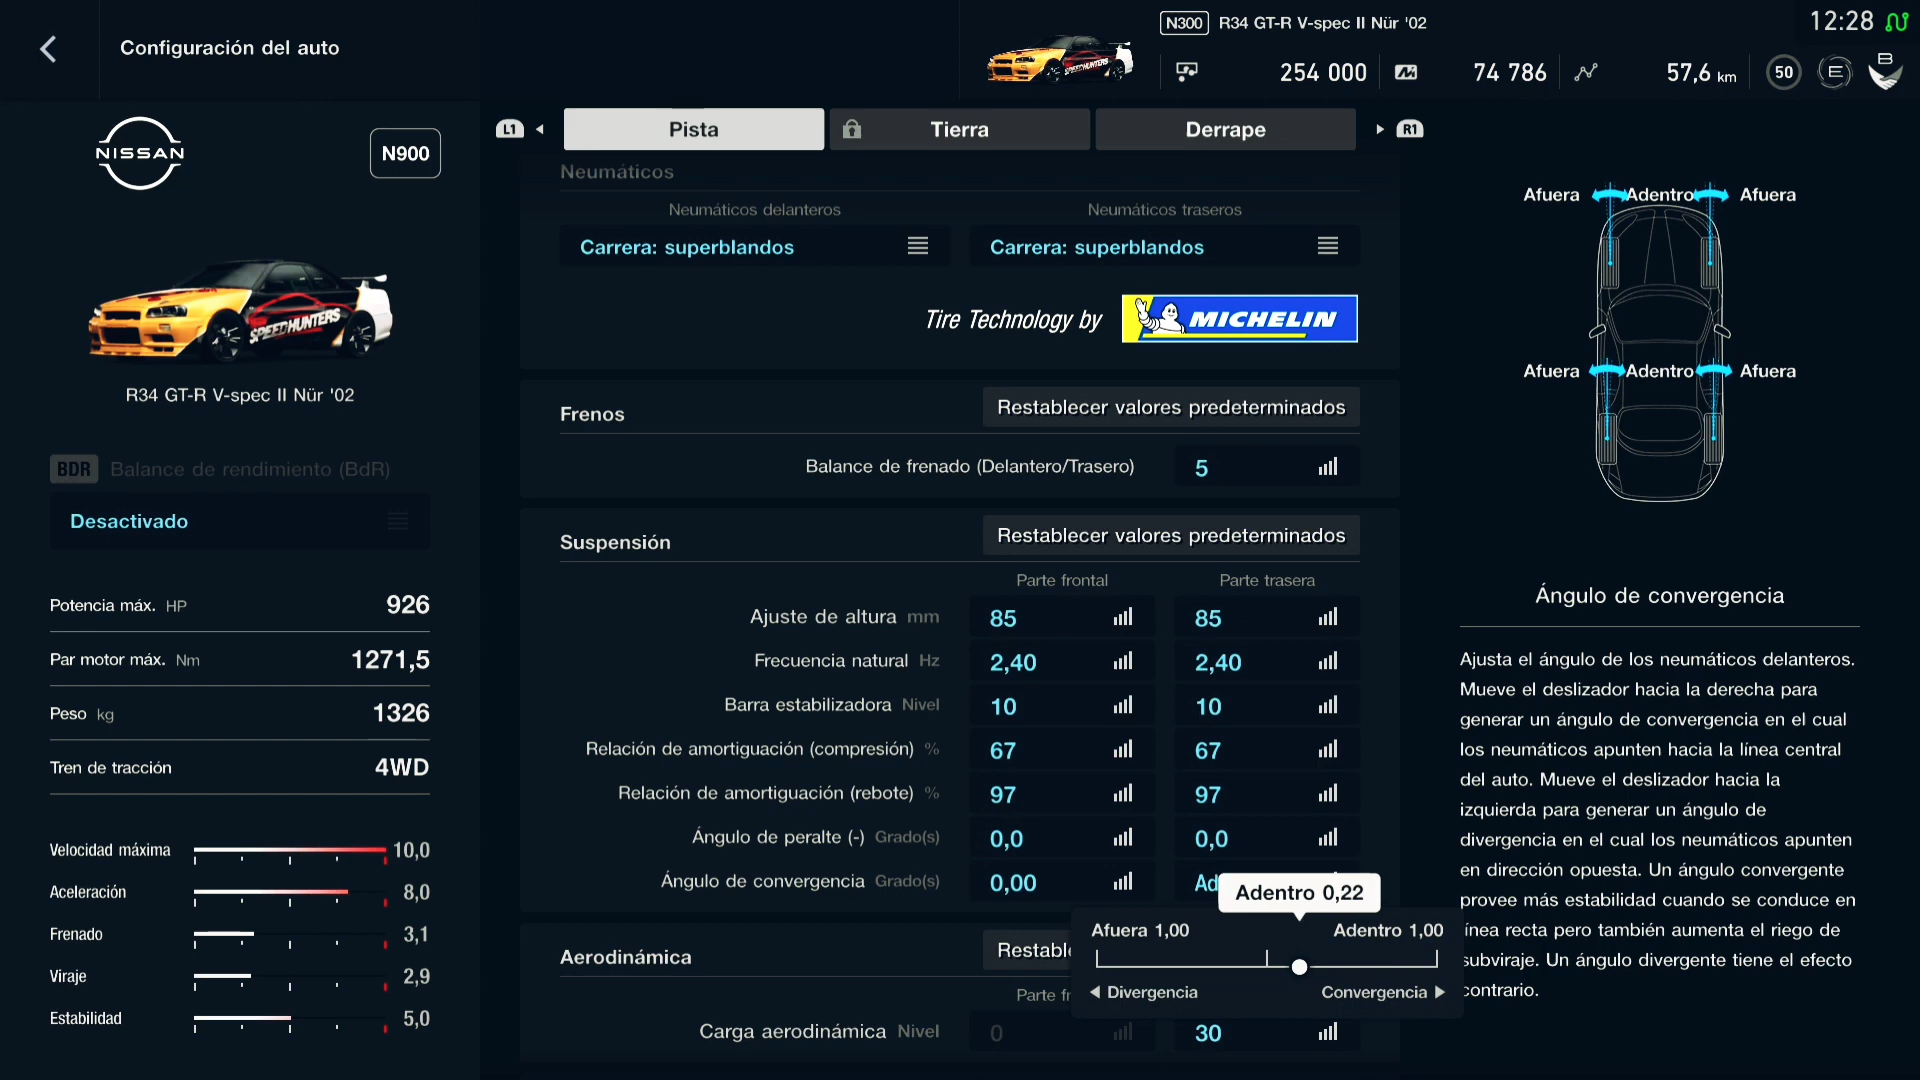 Configuración del auto
N300 R34 GT-R V-spec II Nür '02
12:28
254 000
74 786
57,6 km
50
E
B
NISSAN
N900
SPEEDHUNTERS
R34 GT-R V-spec II Nür '02
BDR Balance de rendimiento (BdR)
Desactivado
Potencia máx. HP 926
Par motor máx. Nm 1271,5
Peso kg 1326
Tren de tracción 4WD
Velocidad máxima 10,0
Aceleración 8,0
Frenado 3,1
Viraje 2,9
Estabilidad 5,0
L1 Pista Tierra Derrape R1
Neumáticos
Neumáticos delanteros Neumáticos traseros
Carrera: superblandos Carrera: superblandos
Tire Technology by MICHELIN
Frenos Restablecer valores predeterminados
Balance de frenado (Delantero/Trasero) 5
Suspensión Restablecer valores predeterminados
Parte frontal Parte trasera
Ajuste de altura mm 85 85
Frecuencia natural Hz 2,40 2,40
Barra estabilizadora Nivel 10 10
Relación de amortiguación (compresión) % 67 67
Relación de amortiguación (rebote) % 97 97
Ángulo de peralte (-) Grado(s) 0,0 0,0
Ángulo de convergencia Grado(s) 0,00 Ad
Adentro 0,22
Afuera 1,00 Adentro 1,00
Divergencia Convergencia
Aerodinámica Restabl
Parte fr
Carga aerodinámica Nivel 0 30
Afuera Adentro Afuera
Afuera Adentro Afuera
Ángulo de convergencia
Ajusta el ángulo de los neumáticos delanteros.
Mueve el deslizador hacia la derecha para
generar un ángulo de convergencia en el cual
los neumáticos apunten hacia la línea central
del auto. Mueve el deslizador hacia la
izquierda para generar un ángulo de
divergencia en el cual los neumáticos apunten
en dirección opuesta. Un ángulo convergente
provee más estabilidad cuando se conduce en
línea recta pero también aumenta el riego de
subviraje. Un ángulo divergente tiene el efecto
contrario.